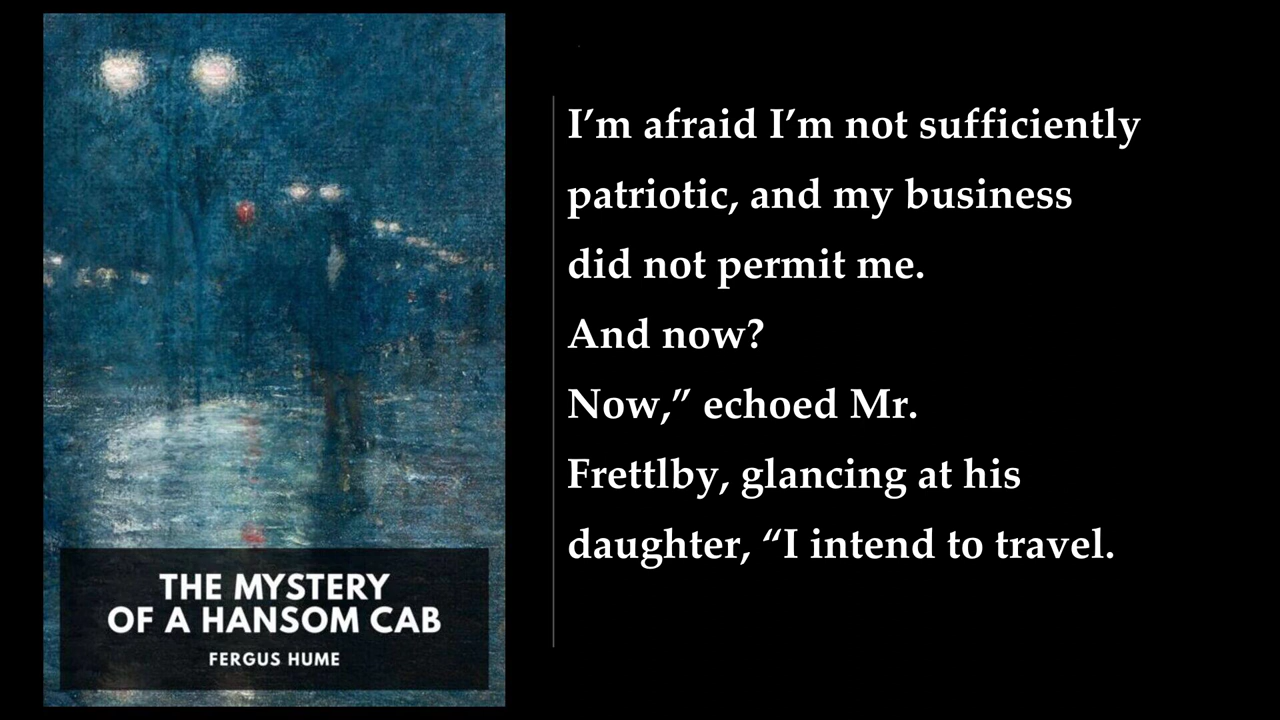 THE MYSTERY
OF A HANSOM CAB
FERGUS HUME
I’m afraid I’m not sufficiently
patriotic, and my business
did not permit me.
And now?
Now,” echoed Mr.
Frettlby, glancing at his
daughter, “I intend to travel.